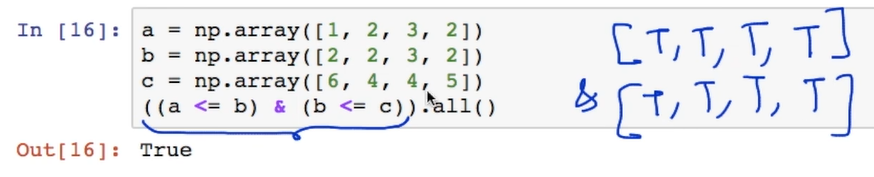 In [16]: a = np.array([1, 2, 3, 2])
b = np.array([2, 2, 3, 2])
c = np.array([6, 4, 4, 5])
((a <= b) & (b <= c)).all()
[T, T, T, T]
& [T, T, T, T]
Out[16]: True